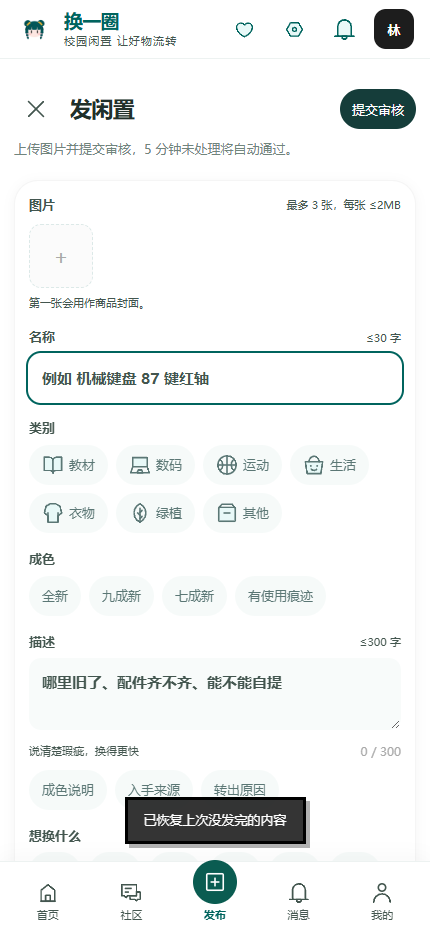 换一圈
校园闲置 让好物流转
林
发闲置
提交审核
上传图片并提交审核，5 分钟未处理将自动通过。
图片
最多 3 张，每张 ≤2MB
+
第一张会用作商品封面。
名称
≤30 字
例如 机械键盘 87 键红轴
类别
教材
数码
运动
生活
衣物
绿植
其他
成色
全新
九成新
七成新
有使用痕迹
描述
≤300 字
哪里旧了、配件齐不齐、能不能自提
说清楚瑕疵，换得更快
0 / 300
成色说明
入手来源
转出原因
已恢复上次没发完的内容
想换什么
首页
社区
发布
消息
我的